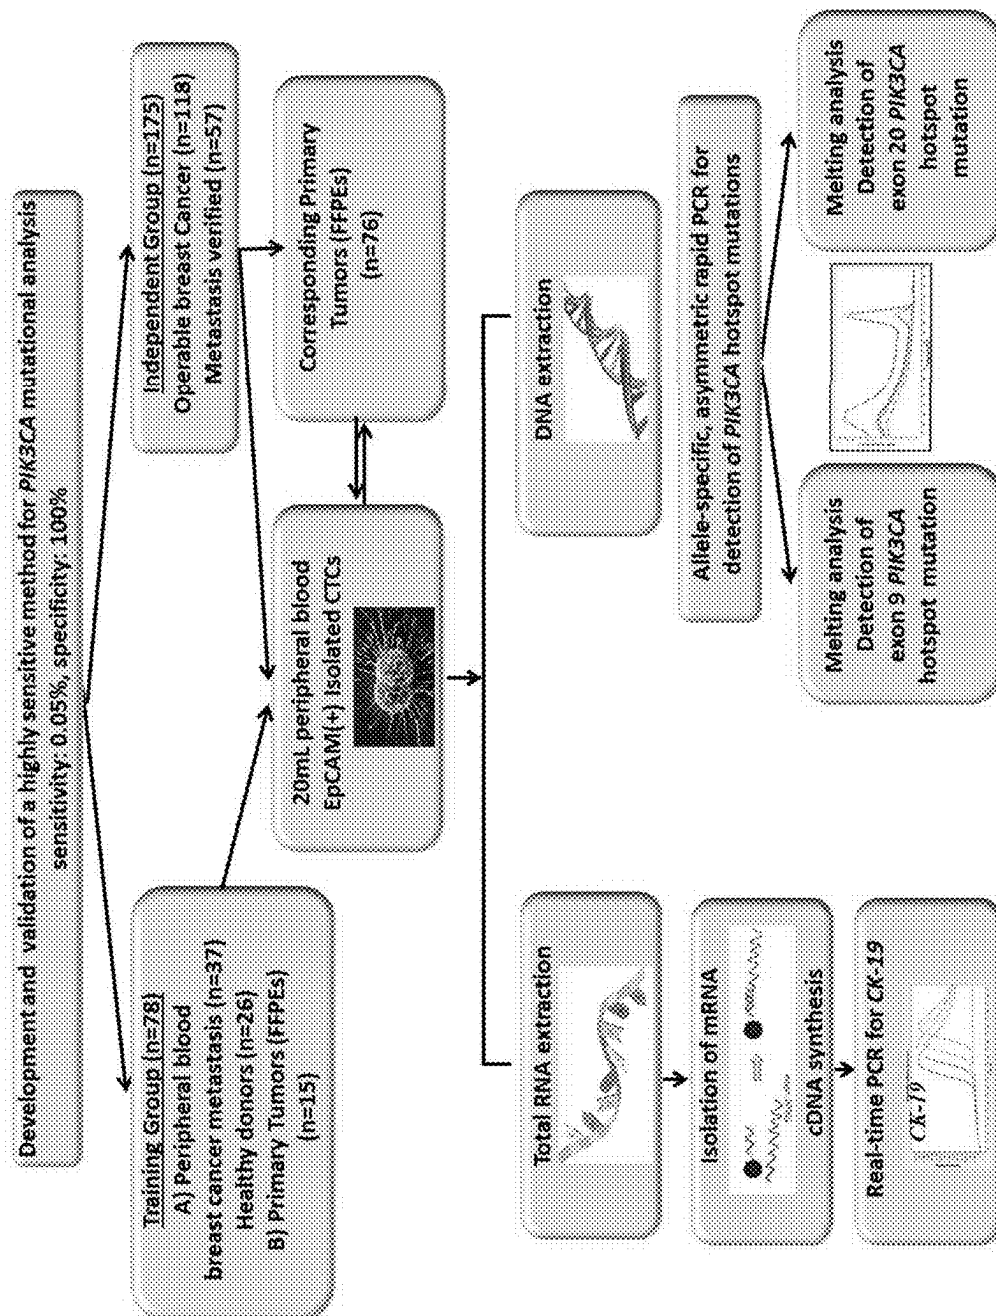 Development and validation of a highly sensitive method for PIK3CA mutational analysis
sensitivity: 0.05%, specificity: 100%
Training Group (n=78)
A) Peripheral blood
breast cancer metastasis (n=37)
Healthy donors (n=26)
B) Primary Tumors (FFPEs)
(n=15)
Independent Group (n=175)
Operable breast Cancer (n=118)
Metastasis verified (n=57)
20mL peripheral blood
EpCAM(+) Isolated CTCs
Corresponding Primary
Tumors (FFPEs)
(n=76)
Total RNA extraction
Isolation of mRNA
cDNA synthesis
Real-time PCR for CK-19
CK-19
DNA extraction
Allele-specific, asymmetric rapid PCR for
detection of PIK3CA hotspot mutations
Melting analysis
Detection of
exon 9 PIK3CA
hotspot mutation
Melting analysis
Detection of
exon 20 PIK3CA
hotspot
mutation